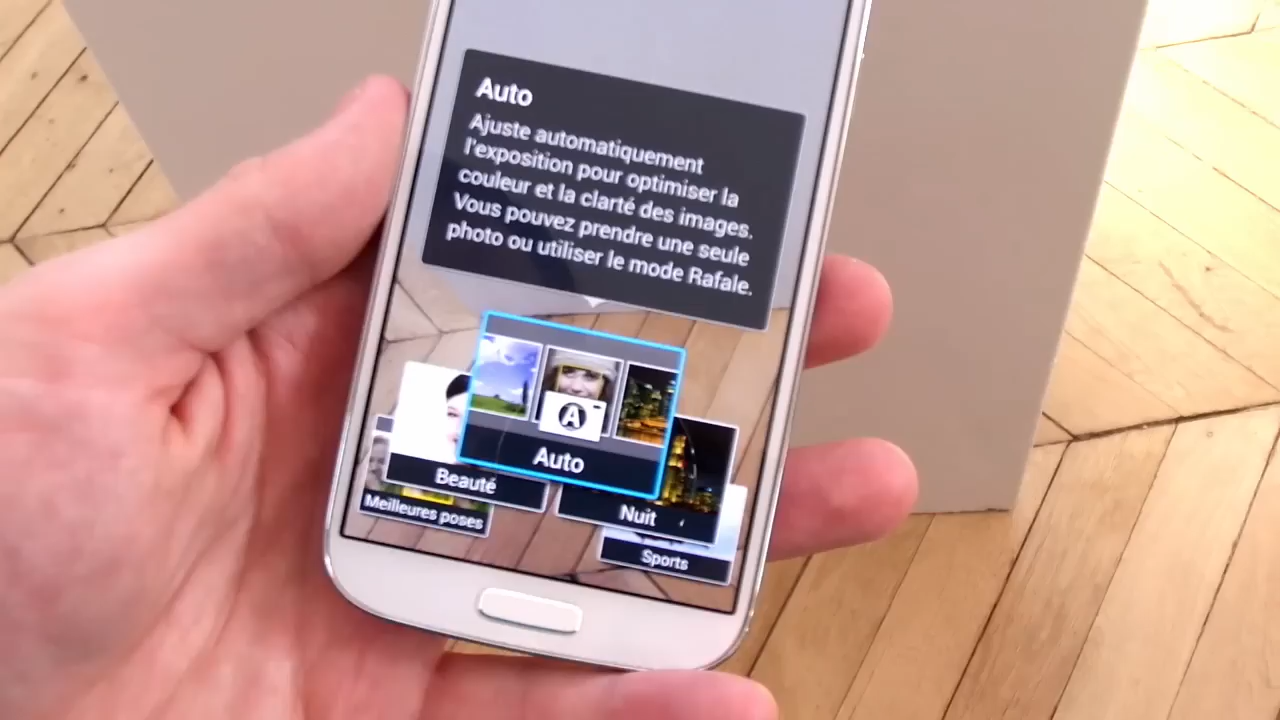 Auto
Ajuste automatiquement
l'exposition pour optimiser la
couleur et la clarté des images.
Vous pouvez prendre une seule
photo ou utiliser le mode Rafale.
A
Auto
Beauté
Nuit
Meilleures poses
Sports